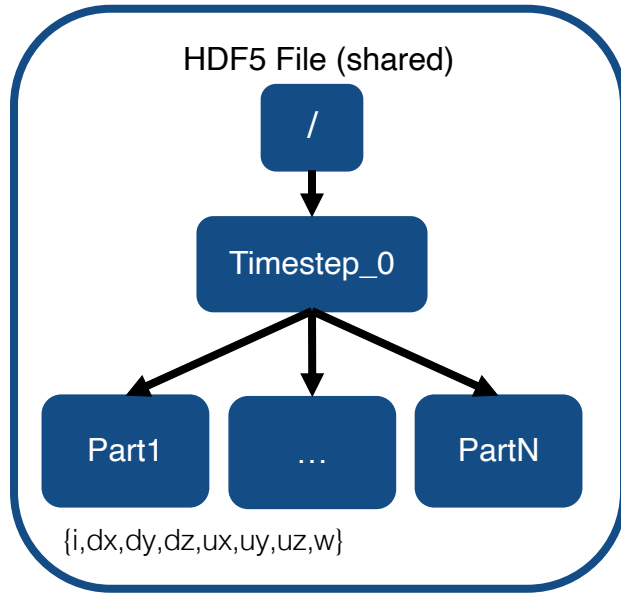 HDF5 File (shared)
/
Timestep_0
Part1
...
PartN
{i,dx,dy,dz,ux,uy,uz,w}